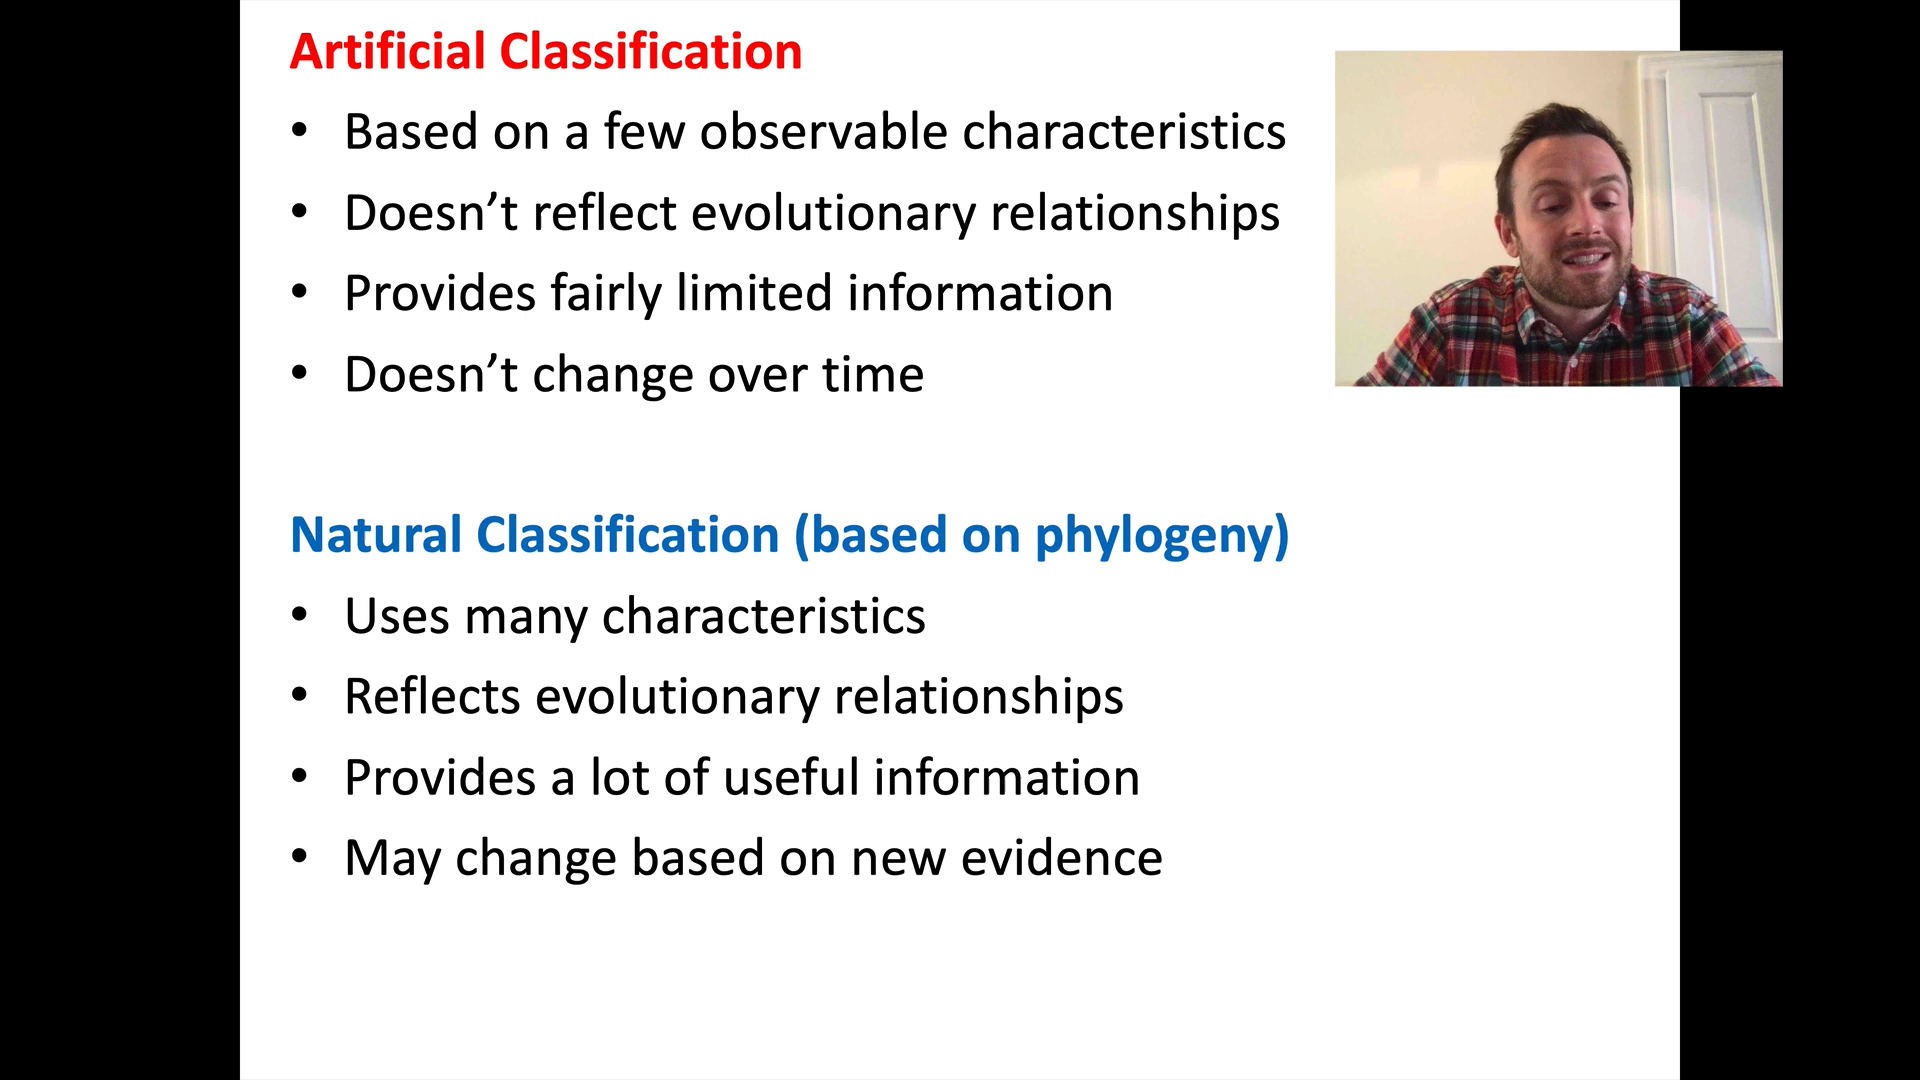 Artificial Classification
• Based on a few observable characteristics
• Doesn’t reflect evolutionary relationships
• Provides fairly limited information
• Doesn’t change over time
Natural Classification (based on phylogeny)
• Uses many characteristics
• Reflects evolutionary relationships
• Provides a lot of useful information
• May change based on new evidence